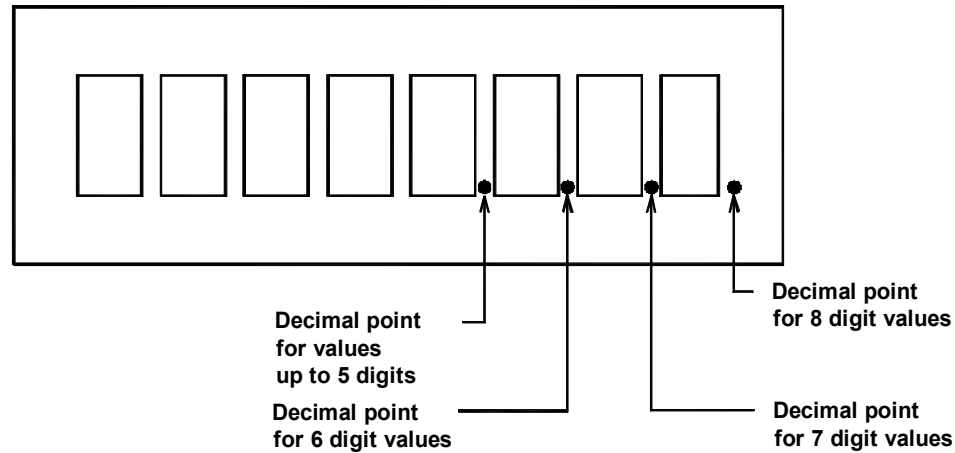 Decimal point
for 8 digit values
Decimal point
for values
up to 5 digits
Decimal point
for 6 digit values
Decimal point
for 7 digit values